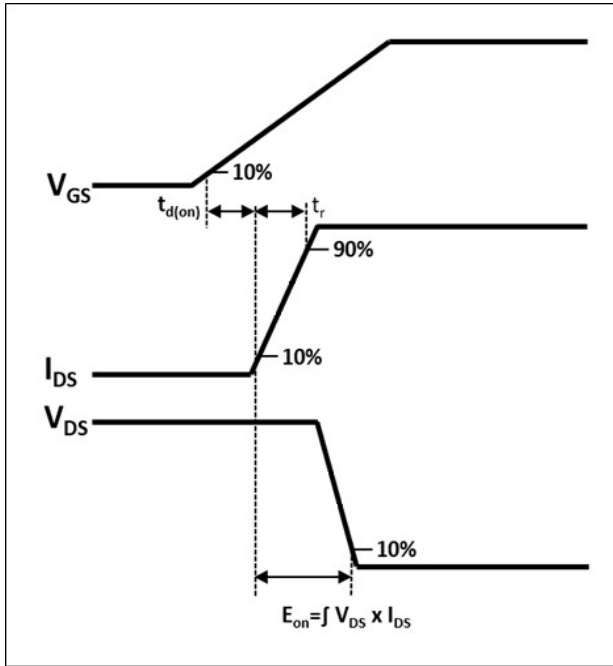 10%
V_GS
t_d(on)
t_r
90%
10%
I_DS
V_DS
10%
E_on=∫ V_DS x I_DS